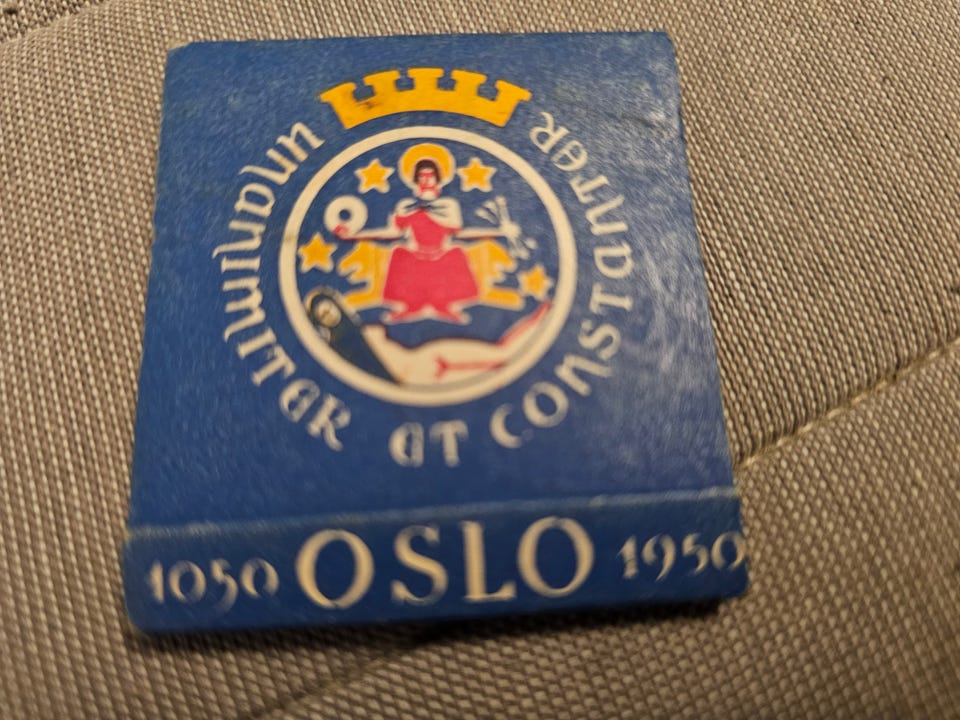 UNANIMITER ET CONSTANTER
1050 OSLO 1950